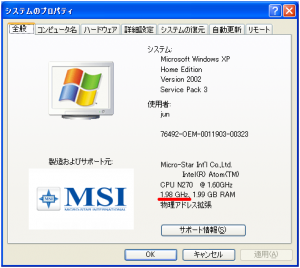 システムのプロパティ
全般 コンピュータ名 ハードウェア 詳細設定 システムの復元 自動更新 リモート
システム:
Microsoft Windows XP
Home Edition
Version 2002
Service Pack 3
使用者:
jun
76492-OEM-0011903-00323
製造およびサポート元:
Micro-Star Int'l Co.,Ltd.
Intel(R) Atom(TM)
CPU N270 @ 1.60GHz
1.98 GHz, 1.99 GB RAM
物理アドレス拡張
MSI
MICRO-STAR INTERNATIONAL
サポート情報(S)
OK キャンセル 適用(A)